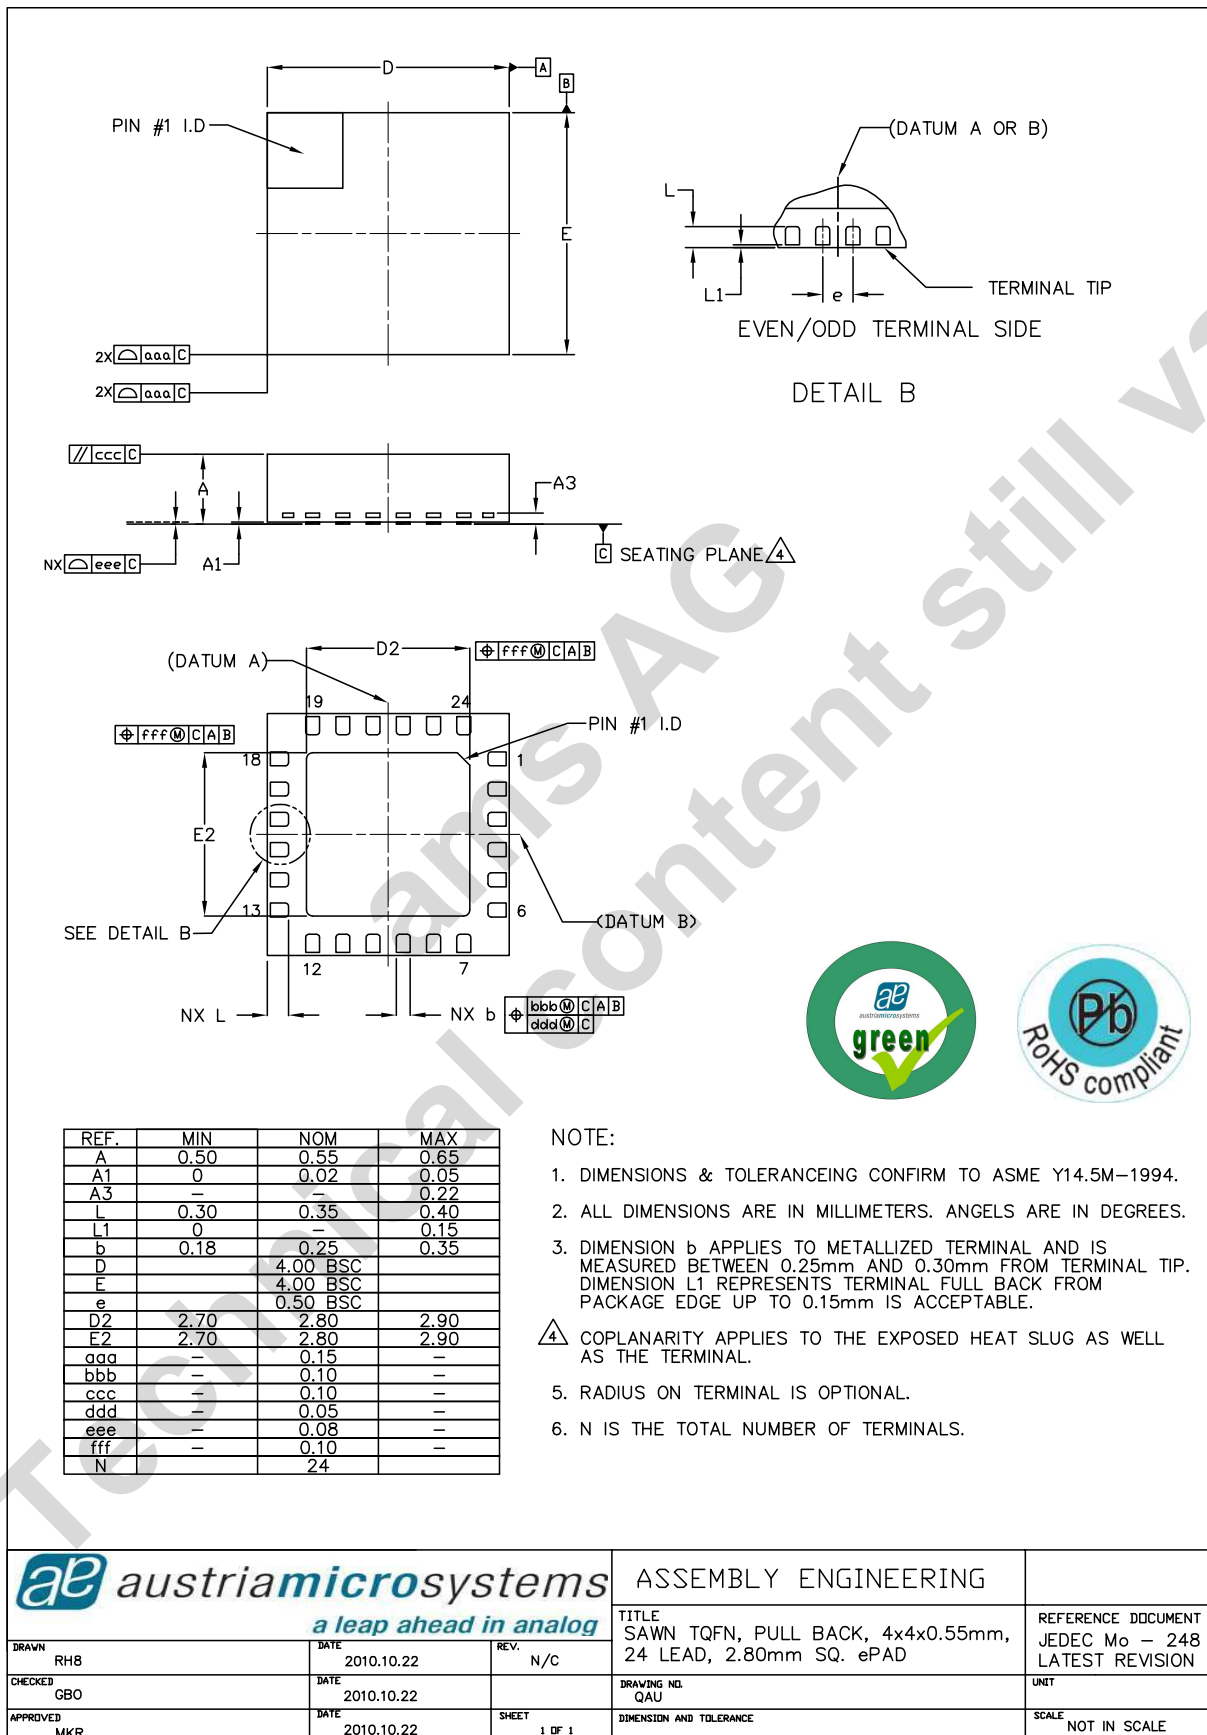 D
A
B
PIN #1 I.D
E
2X aaa C
2X aaa C
(DATUM A OR B)
L
L1
e
TERMINAL TIP
EVEN/ODD TERMINAL SIDE
DETAIL B
// ccc C
A
A3
NX eee C
A1
C SEATING PLANE 4
(DATUM A)
D2
fff Ⓜ C A B
19
24
PIN #1 I.D
fff Ⓜ C A B
18
1
E2
13
6
SEE DETAIL B
(DATUM B)
12
7
NX L
NX b
bbb Ⓜ C A B
ddd Ⓜ C
ae
austriamicrosystems
green
Pb
RoHS compliant
REF. MIN NOM MAX
A 0.50 0.55 0.65
A1 0 0.02 0.05
A3 – – 0.22
L 0.30 0.35 0.40
L1 0 – 0.15
b 0.18 0.25 0.35
D 4.00 BSC
E 4.00 BSC
e 0.50 BSC
D2 2.70 2.80 2.90
E2 2.70 2.80 2.90
aaa – 0.15 –
bbb – 0.10 –
ccc – 0.10 –
ddd – 0.05 –
eee – 0.08 –
fff – 0.10 –
N 24
NOTE:
1. DIMENSIONS & TOLERANCEING CONFIRM TO ASME Y14.5M–1994.
2. ALL DIMENSIONS ARE IN MILLIMETERS. ANGELS ARE IN DEGREES.
3. DIMENSION b APPLIES TO METALLIZED TERMINAL AND IS
MEASURED BETWEEN 0.25mm AND 0.30mm FROM TERMINAL TIP.
DIMENSION L1 REPRESENTS TERMINAL FULL BACK FROM
PACKAGE EDGE UP TO 0.15mm IS ACCEPTABLE.
4 COPLANARITY APPLIES TO THE EXPOSED HEAT SLUG AS WELL
AS THE TERMINAL.
5. RADIUS ON TERMINAL IS OPTIONAL.
6. N IS THE TOTAL NUMBER OF TERMINALS.
ams AG
Technical content still va
ae austriamicrosystems
a leap ahead in analog
ASSEMBLY ENGINEERING
TITLE
SAWN TQFN, PULL BACK, 4x4x0.55mm,
24 LEAD, 2.80mm SQ. ePAD
REFERENCE DOCUMENT
JEDEC Mo – 248
LATEST REVISION
DRAWN
RH8
DATE
2010.10.22
REV.
N/C
CHECKED
GBO
DATE
2010.10.22
DRAWING NO.
QAU
UNIT
APPROVED
MKR
DATE
2010.10.22
SHEET
1 OF 1
DIMENSION AND TOLERANCE
SCALE
NOT IN SCALE